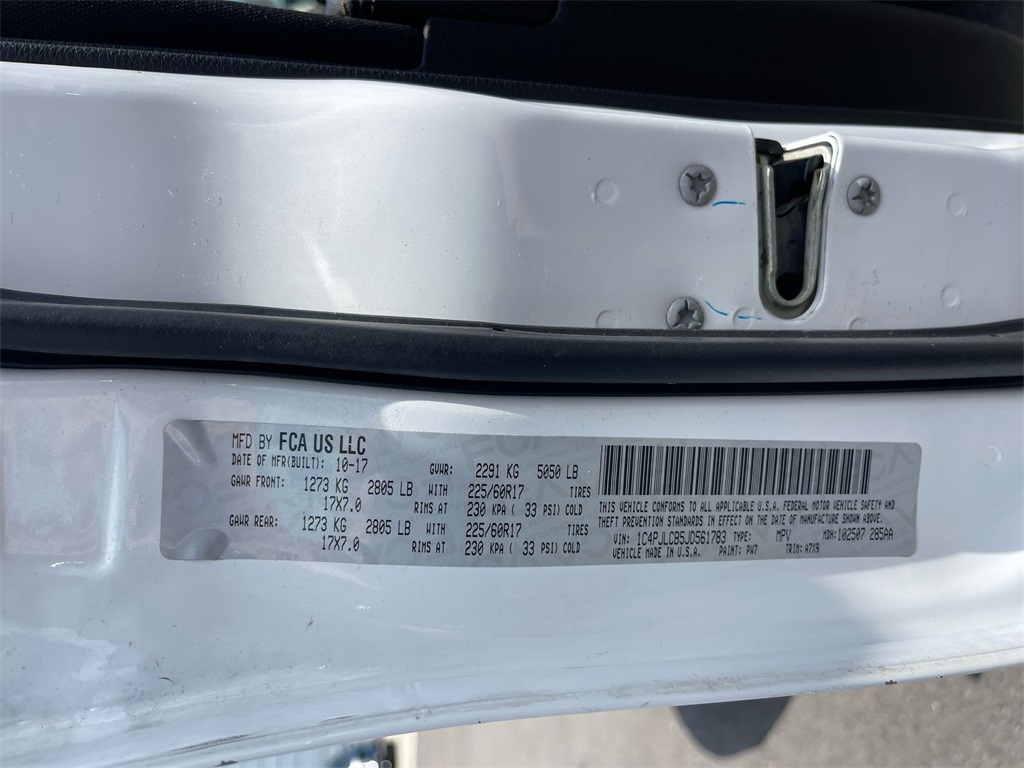 MFD BY FCA US LLC
DATE OF MFR(BUILT): 10-17 GVWR: 2291 KG 5050 LB
GAWR FRONT: 1273 KG 2805 LB WITH 225/60R17 TIRES
17X7.0 RIMS AT 230 KPA ( 33 PSI) COLD
GAWR REAR: 1273 KG 2805 LB WITH 225/60R17 TIRES
17X7.0 RIMS AT 230 KPA ( 33 PSI) COLD
THIS VEHICLE CONFORMS TO ALL APPLICABLE U.S.A. FEDERAL MOTOR VEHICLE SAFETY AND
THEFT PREVENTION STANDARDS IN EFFECT ON THE DATE OF MANUFACTURE SHOWN ABOVE.
VIN: 1C4PJLCB5JD561783 TYPE: MPV MDH:102507 285AA
VEHICLE MADE IN U.S.A. PAINT: PW7 TRIM: A7X9